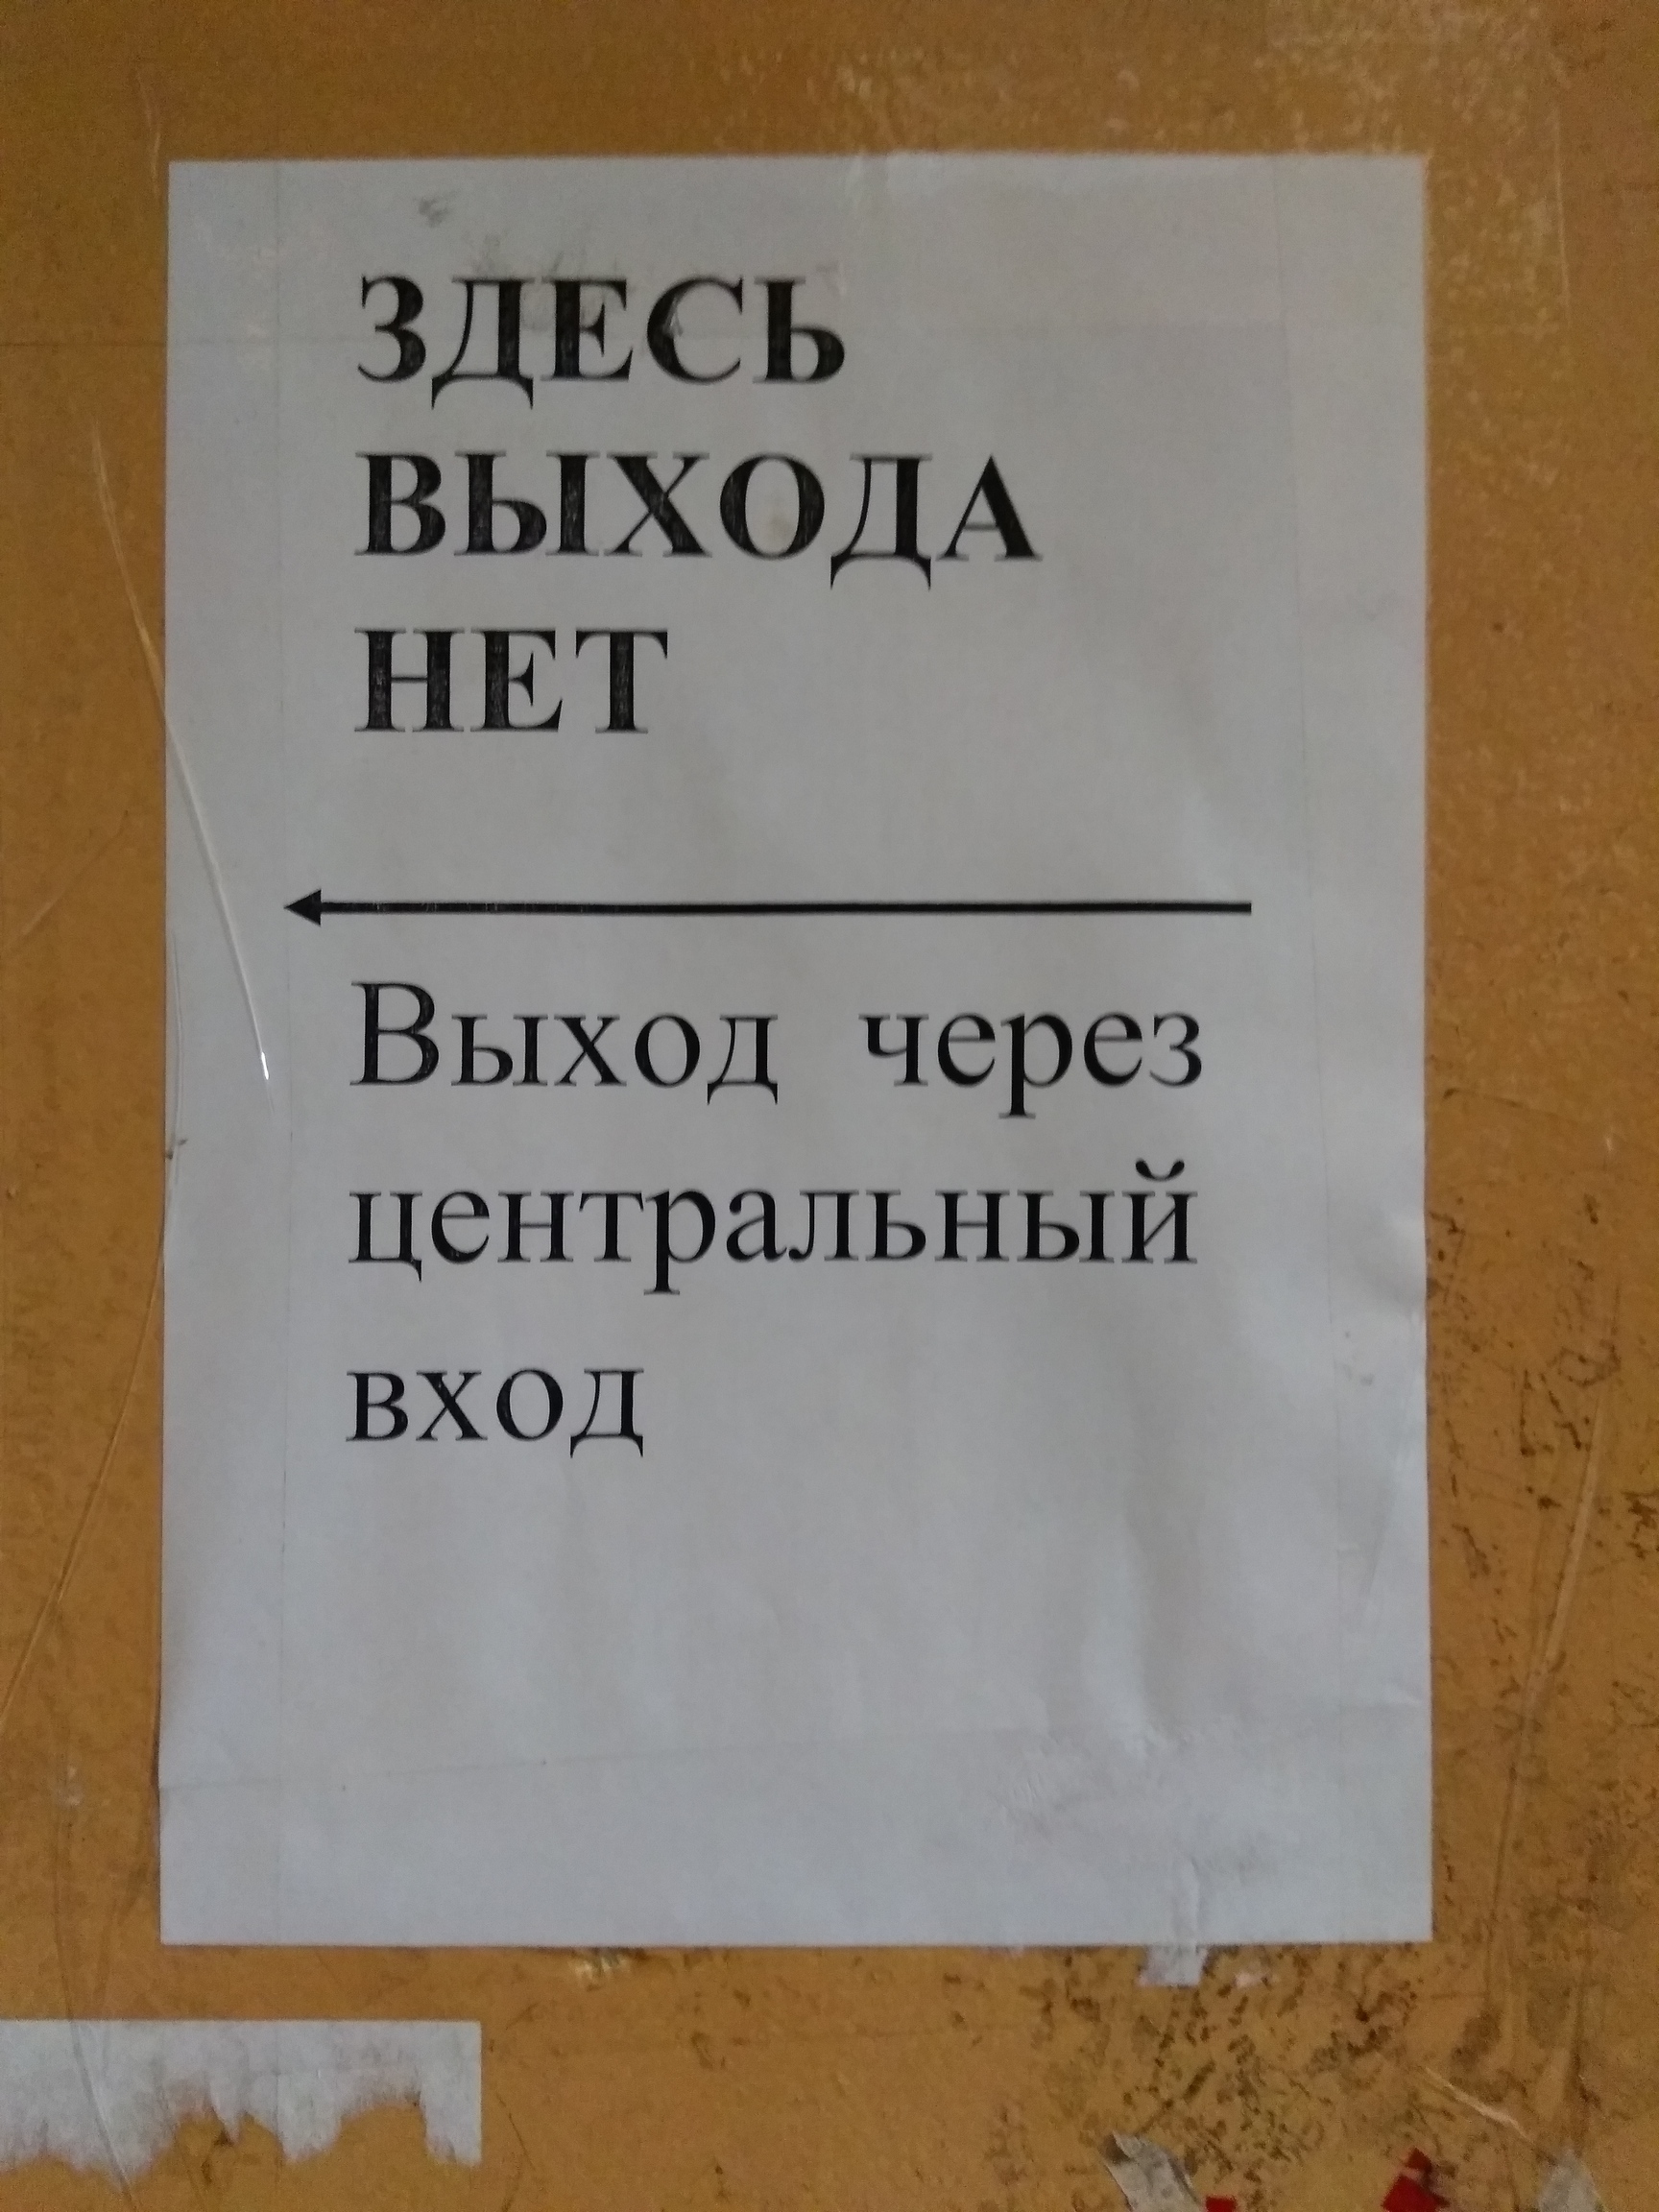 ЗДЕСЬ
ВЫХОДА
НЕТ
Выход через
центральный
вход